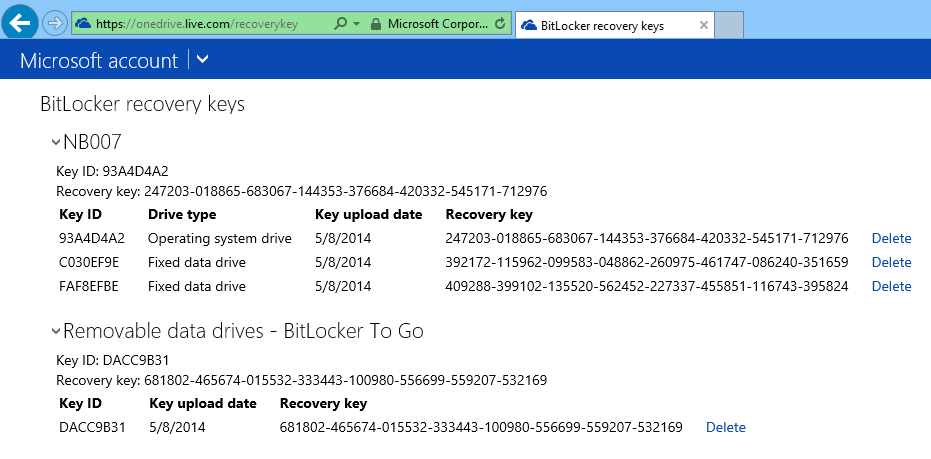 https://onedrive.live.com/recoverykey Microsoft Corpor... BitLocker recovery keys
Microsoft account
BitLocker recovery keys
NB007
Key ID: 93A4D4A2
Recovery key: 247203-018865-683067-144353-376684-420332-545171-712976
Key ID Drive type Key upload date Recovery key
93A4D4A2 Operating system drive 5/8/2014 247203-018865-683067-144353-376684-420332-545171-712976 Delete
C030EF9E Fixed data drive 5/8/2014 392172-115962-099583-048862-260975-461747-086240-351659 Delete
FAF8EFBE Fixed data drive 5/8/2014 409288-399102-135520-562452-227337-455851-116743-395824 Delete
Removable data drives - BitLocker To Go
Key ID: DACC9B31
Recovery key: 681802-465674-015532-333443-100980-556699-559207-532169
Key ID Key upload date Recovery key
DACC9B31 5/8/2014 681802-465674-015532-333443-100980-556699-559207-532169 Delete